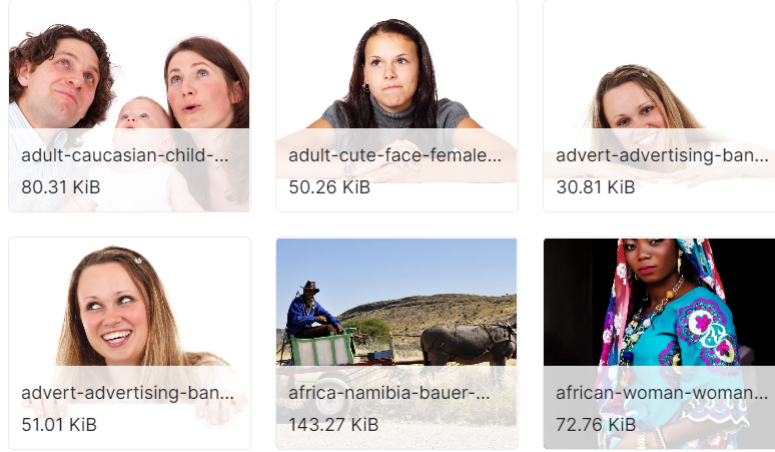 adult-caucasian-child-...
80.31 KiB
adult-cute-face-female...
50.26 KiB
advert-advertising-ban...
30.81 KiB
advert-advertising-ban...
51.01 KiB
africa-namibia-bauer-...
143.27 KiB
african-woman-woman...
72.76 KiB